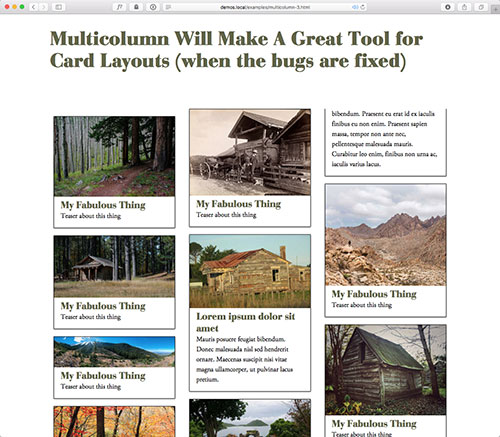 demos.local/examples/multicolumn-3.html
Multicolumn Will Make A Great Tool for
Card Layouts (when the bugs are fixed)
My Fabulous Thing
Teaser about this thing
My Fabulous Thing
Teaser about this thing
My Fabulous Thing
Teaser about this thing
My Fabulous Thing
Teaser about this thing
Lorem ipsum dolor sit
amet
Mauris posuere feugiat bibendum.
Donec malesuada nisl sed hendrerit
ornare. Maecenas suscipit nisi vitae
magna ullamcorper, ut pulvinar lacus
pretium.
bibendum. Praesent eu erat id ex iaculis
finibus eu non enim. Praesent sapien
massa, tempor non ante nec,
pellentesque malesuada mauris.
Curabitur leo enim, finibus non urna ac,
iaculis varius lacus.
My Fabulous Thing
Teaser about this thing
My Fabulous Thing
Teaser about this thing